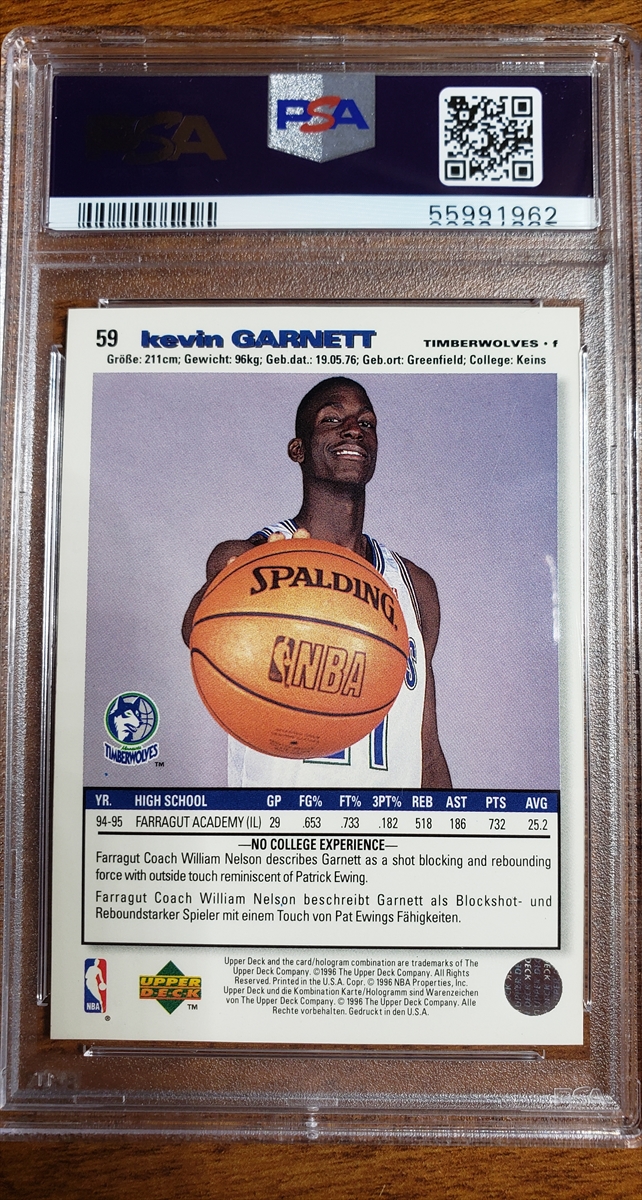 PSA
PSA
55991962
59 kevin GARNETT TIMBERWOLVES • f
Größe: 211cm; Gewicht: 96kg; Geb.dat.: 19.05.76; Geb.ort: Greenfield; College: Keins
SPALDING
NBA
TIMBERWOLVES
TM
YR. HIGH SCHOOL GP FG% FT% 3PT% REB AST PTS AVG
94-95 FARRAGUT ACADEMY (IL) 29 .653 .733 .182 518 186 732 25.2
—NO COLLEGE EXPERIENCE—
Farragut Coach William Nelson describes Garnett as a shot blocking and rebounding
force with outside touch reminiscent of Patrick Ewing.
Farragut Coach William Nelson beschreibt Garnett als Blockshot- und
Reboundstarker Spieler mit einem Touch von Pat Ewings Fähigkeiten.
NBA ®
UPPER
DECK
TM
Upper Deck and the card/hologram combination are trademarks of The
Upper Deck Company. ©1996 The Upper Deck Company. All Rights
Reserved. Printed in the U.S.A. Copr. © 1996 NBA Properties, Inc.
Upper Deck und die Kombination Karte/Hologramm sind Warenzeichen
von The Upper Deck Company. © 1996 The Upper Deck Company. Alle
Rechte vorbehalten. Gedruckt in den U.S.A.
PSA